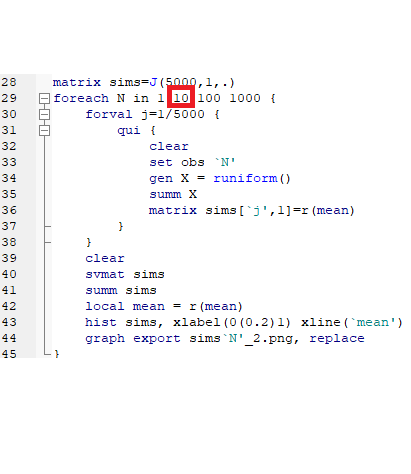 28 matrix sims=J(5000,1,.)
29 foreach N in 1 10 100 1000 {
30 forval j=1/5000 {
31 qui {
32 clear
33 set obs `N'
34 gen X = runiform()
35 summ X
36 matrix sims[`j',1]=r(mean)
37 }
38 }
39 clear
40 svmat sims
41 summ sims
42 local mean = r(mean)
43 hist sims, xlabel(0(0.2)1) xline(`mean')
44 graph export sims`N'_2.png, replace
45 }